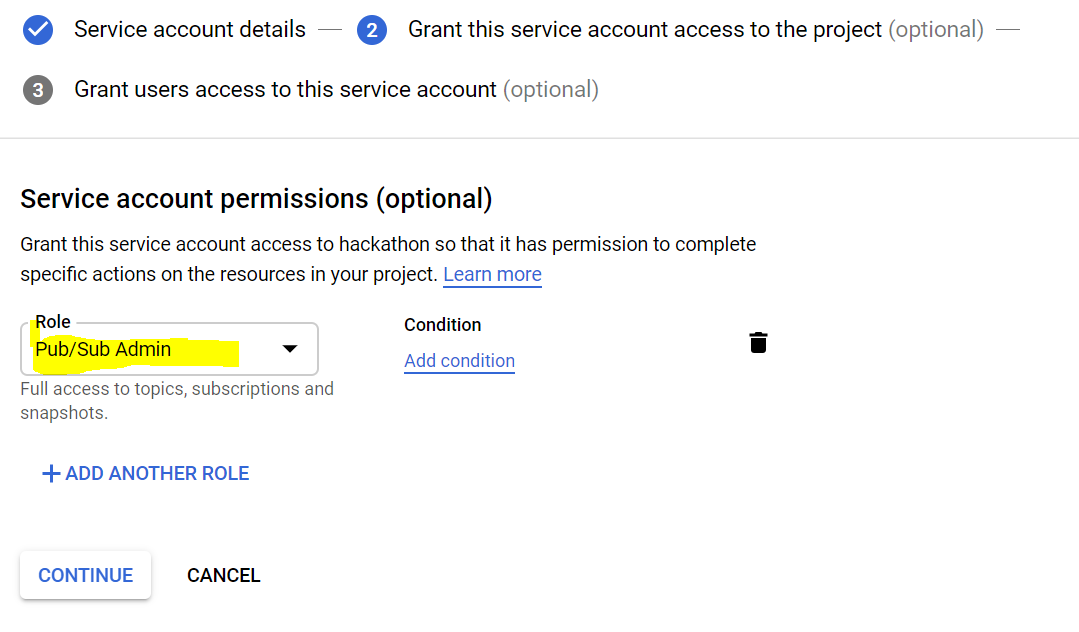 Service account details
2 Grant this service account access to the project (optional)
3 Grant users access to this service account (optional)
Service account permissions (optional)
Grant this service account access to hackathon so that it has permission to complete
specific actions on the resources in your project. Learn more
Role
Pub/Sub Admin
Full access to topics, subscriptions and
snapshots.
Condition
Add condition
+ ADD ANOTHER ROLE
CONTINUE
CANCEL